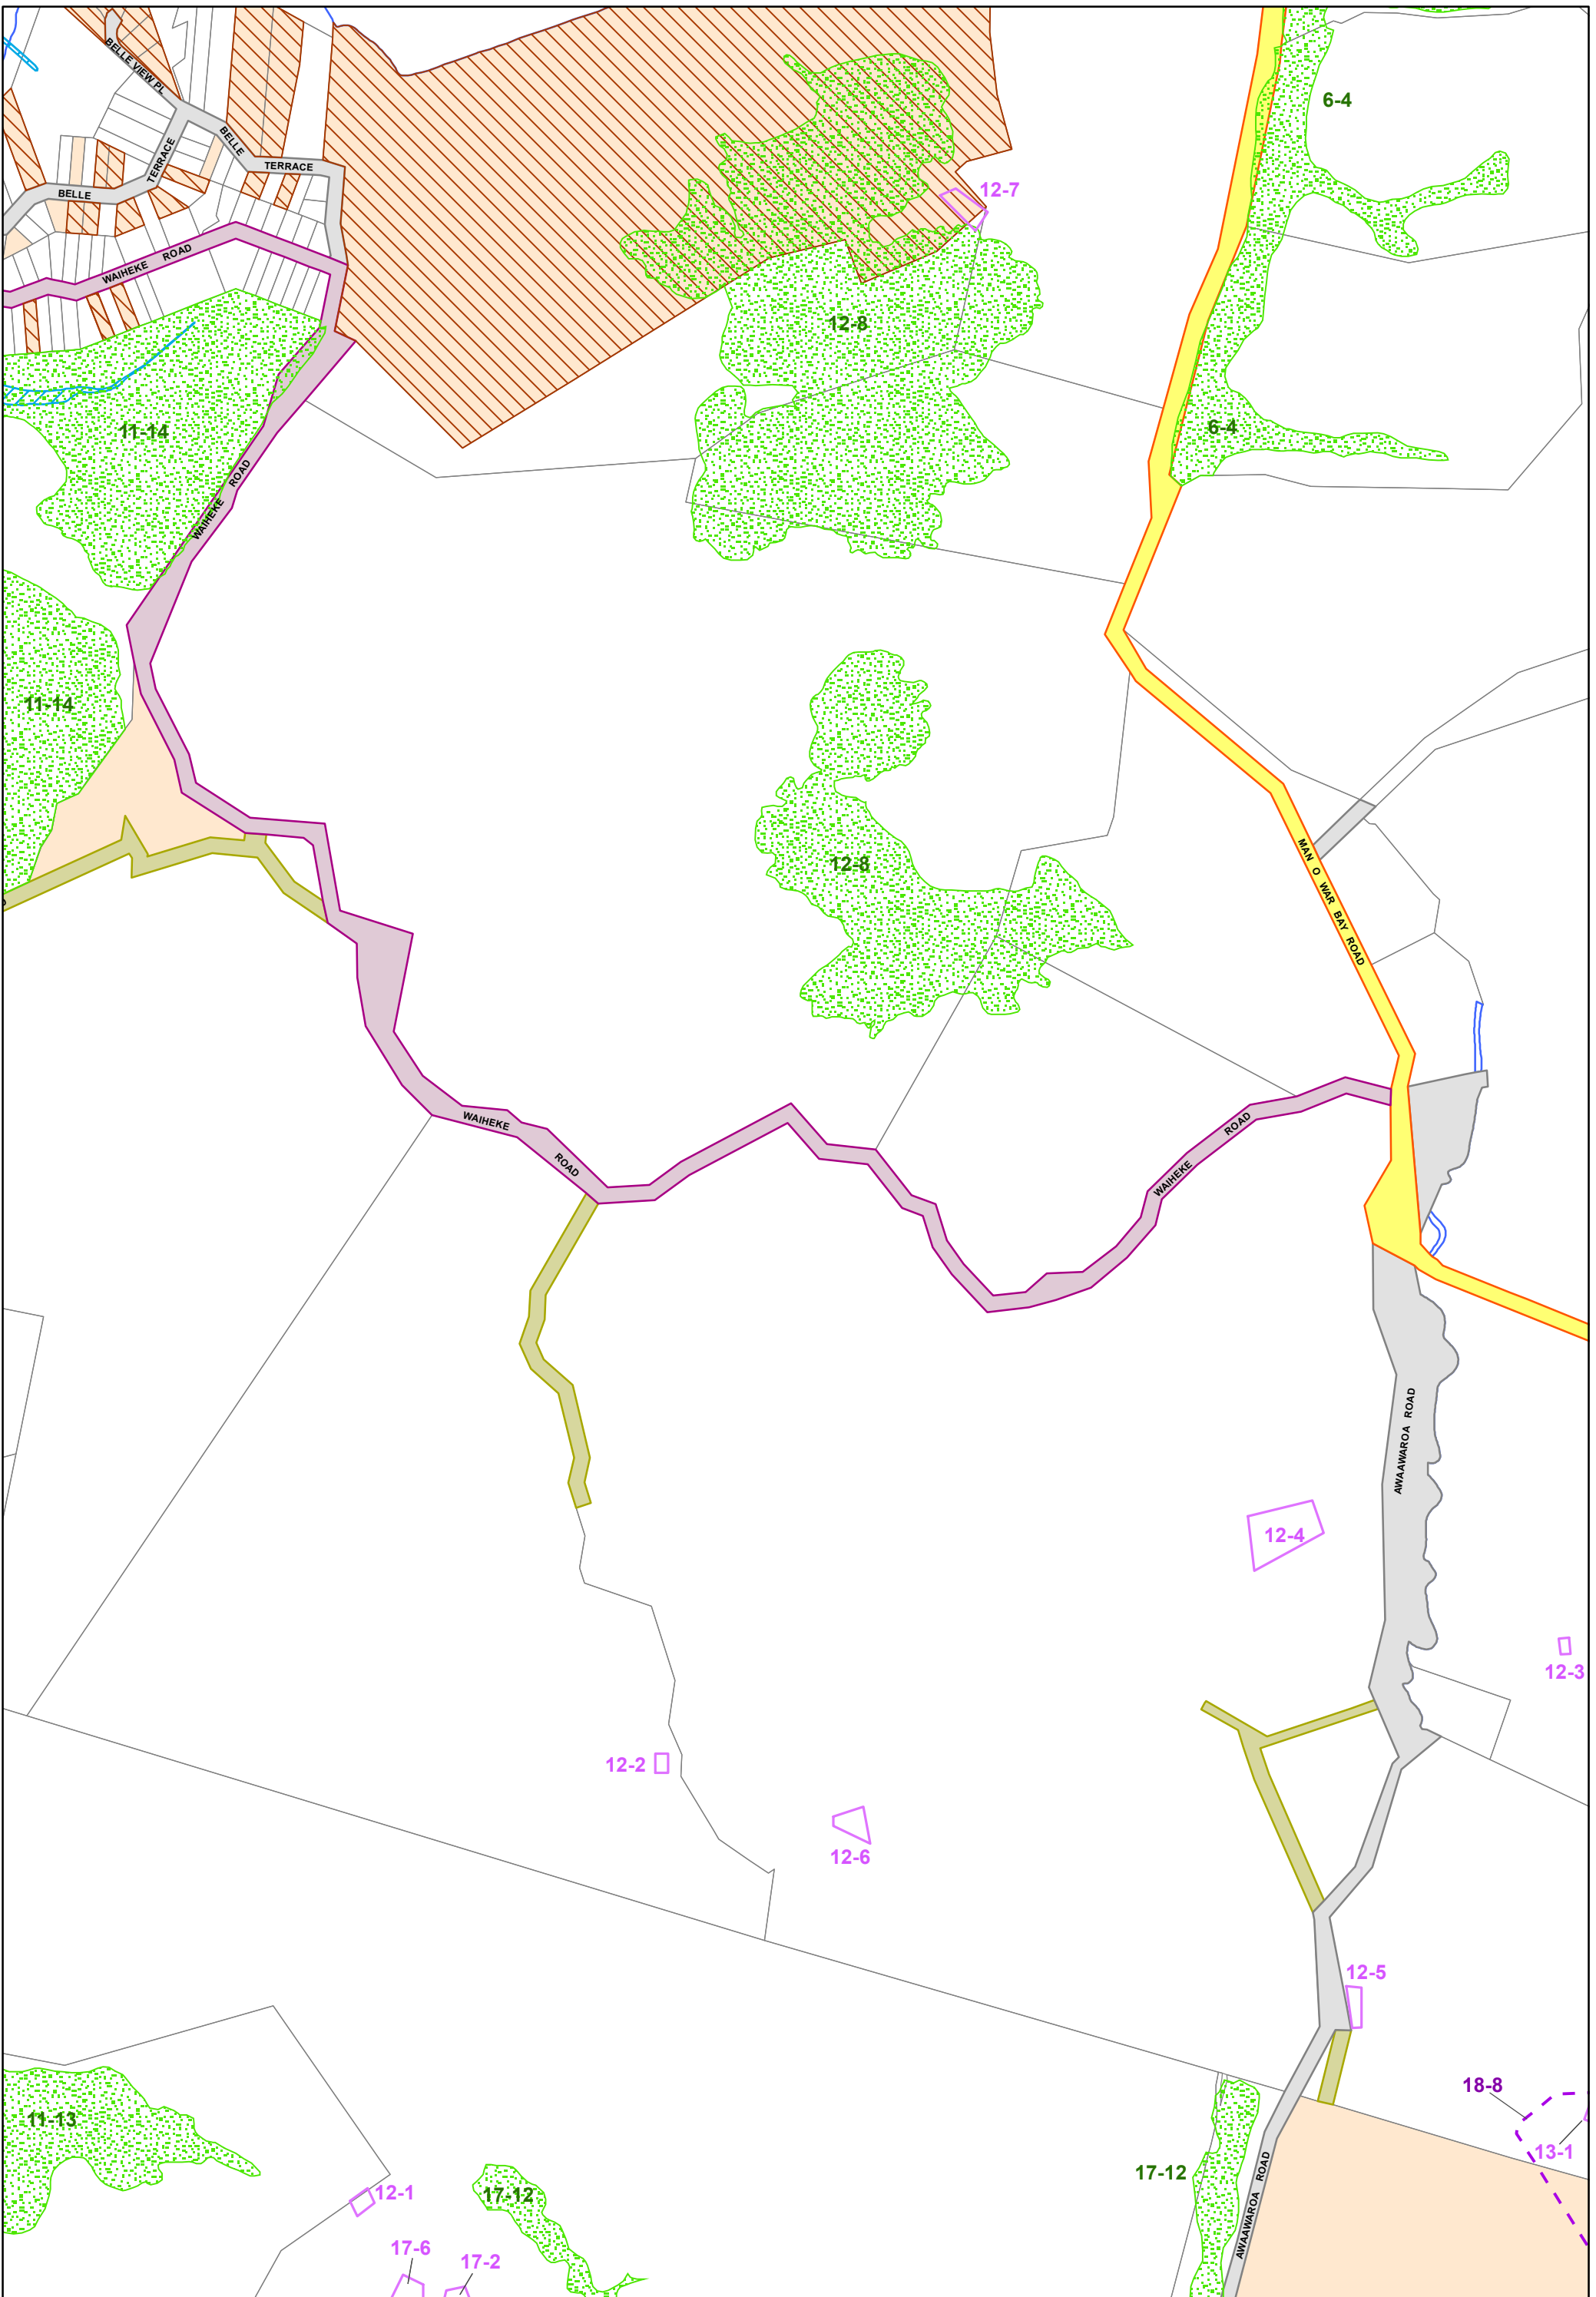 BELLE VIEW PL
6-4
BELLE
TERRACE
TERRACE
12-7
BELLE
WAIHEKE ROAD
12-8
11-14
6-4
WAIHEKE ROAD
11-14
MAN O WAR BAY ROAD
12-8
WAIHEKE
ROAD
ROAD
WAIHEKE
AWAAWAROA ROAD
12-4
12-3
12-2
12-6
12-5
18-8
11-13
13-1
17-12
12-1
17-12
AWAAWAROA ROAD
17-6
17-2